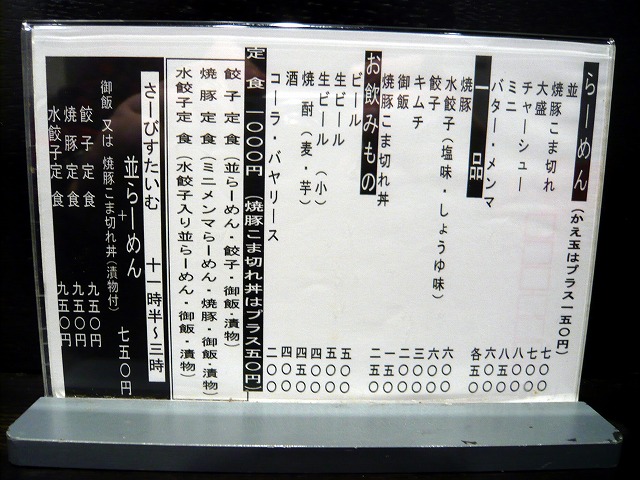 らーめん（かえ玉はプラス一五〇円）
並 七〇〇
焼豚こま切れ 七〇〇
大盛 八〇〇
チャーシュー 八五〇
ミニ 六〇〇
バター・メンマ 各五〇
一品
焼豚 六〇〇
水餃子（塩味・しょうゆ味） 六〇〇
餃子 三〇〇
キムチ 二〇〇
御飯 一五〇
焼豚こま切れ丼 二五〇
お飲みもの
ビール 五五〇
生ビール 五〇〇
生ビール（小） 四〇〇
焼酎（麦・芋） 四五〇
酒 四〇〇
コーラ・バヤリース 二〇〇
定食 一〇〇〇円（焼豚こま切れ丼はプラス五〇円）
餃子定食（並らーめん・餃子・御飯・漬物）
焼豚定食（ミニメンマらーめん・焼豚・御飯・漬物）
水餃子定食（水餃子入り並らーめん・御飯・漬物）
さーびすたいむ 十一時半～三時
並らーめん 七五〇円
＋
御飯 又は 焼豚こま切れ丼（漬物付）
餃子定食 九五〇円
焼豚定食 九五〇円
水餃子定食 九五〇円